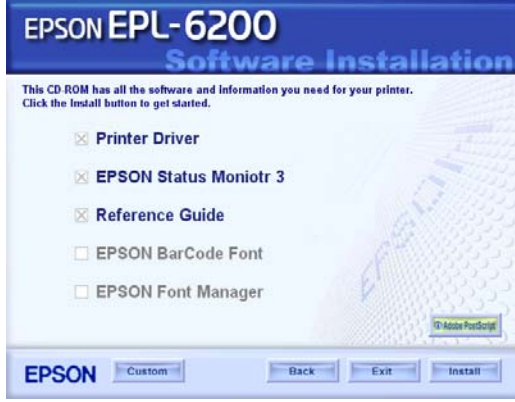 EPSON EPL-6200
Software Installation
This CD-ROM has all the software and information you need for your printer.
Click the Install button to get started.
Printer Driver
EPSON Status Moniotr 3
Reference Guide
EPSON BarCode Font
EPSON Font Manager
EPSON
Adobe PostScript
EPSON
Custom
Back
Exit
Install